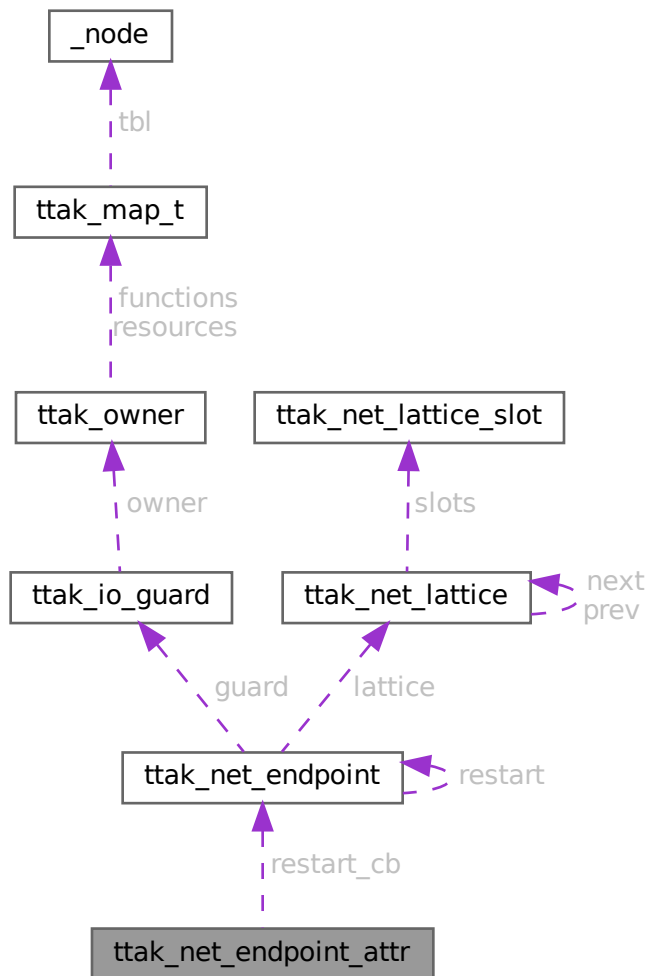 _node
tbl
ttak_map_t
functions
resources
ttak_owner
ttak_net_lattice_slot
owner
slots
ttak_io_guard
ttak_net_lattice
next
prev
guard
lattice
ttak_net_endpoint
restart
restart_cb
ttak_net_endpoint_attr